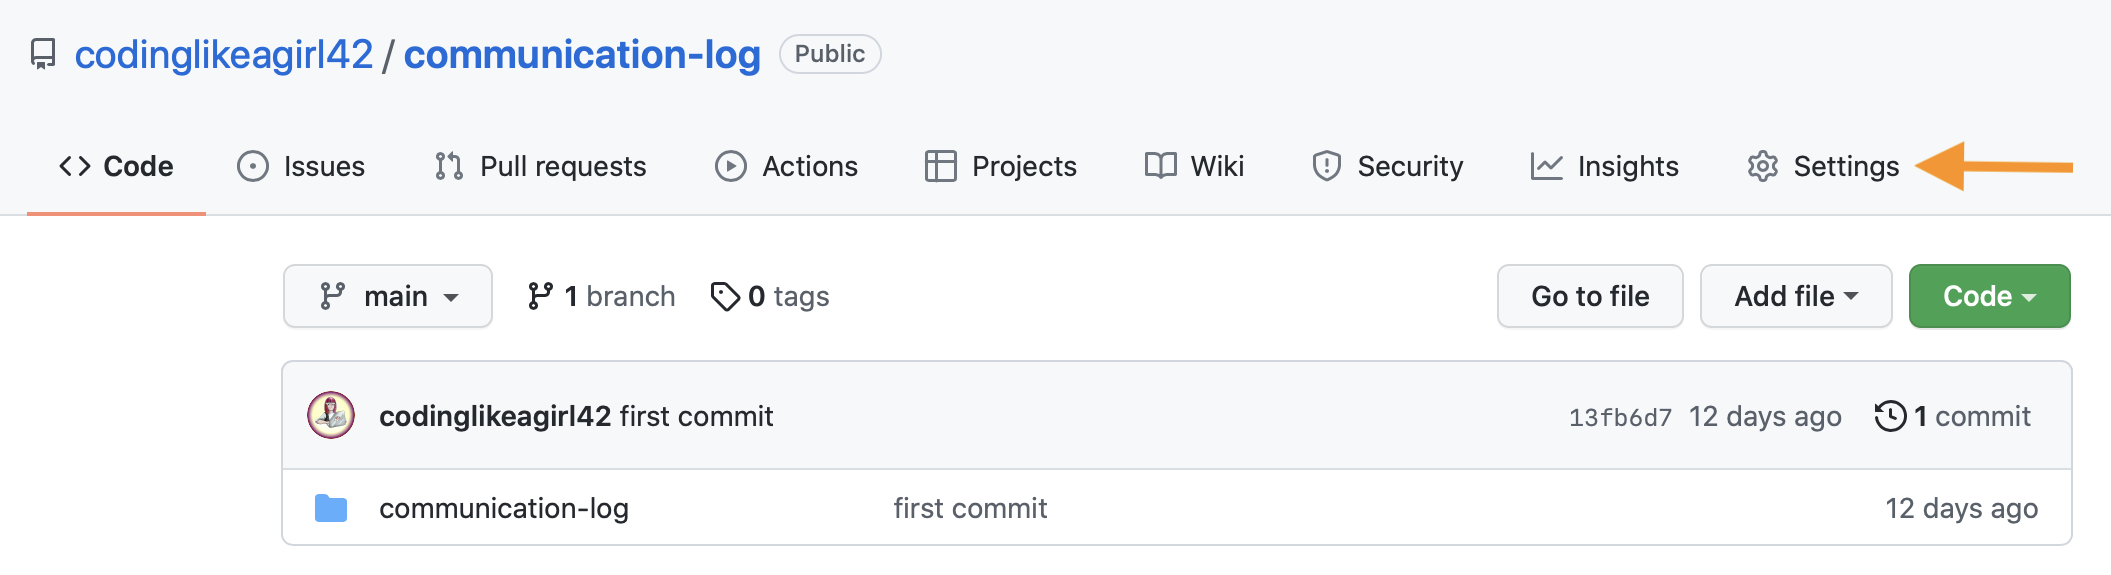 codinglikeagirl42 / communication-log Public
Code Issues Pull requests Actions Projects Wiki Security Insights Settings
main 1 branch 0 tags Go to file Add file Code
codinglikeagirl42 first commit 13fb6d7 12 days ago 1 commit
communication-log first commit 12 days ago